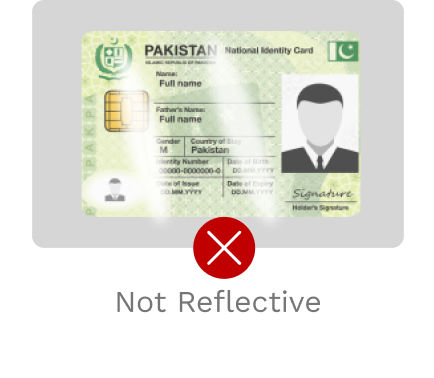 PAKISTAN National Identity Card
ISLAMIC REPUBLIC OF PAKISTAN
Name:
Full name
Father's Name:
Full name
Gender Country of Stay
M Pakistan
Identity Number Date of Birth
00000-0000000-0 DD.MM.YYYY
Date of Issue Date of Expiry
DD.MM.YYYY DD.MM.YYYY
Signature
Holder's Signature
Not Reflective